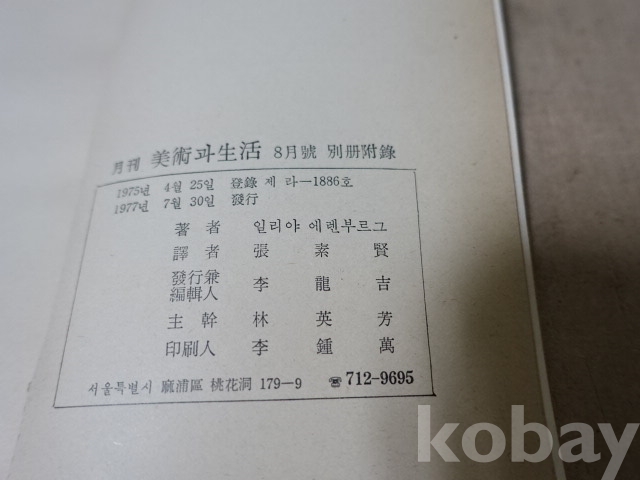 月刊 美術과生活 8月號 別册附錄
1975년 4월 25일 登錄 제 라—1886호
1977년 7월 30일 發行
著者 일리야 에렌부르그
譯者 張素賢
發行兼
編輯人 李龍吉
主幹 林英芳
印刷人 李鍾萬
서울특별시 麻浦區 桃花洞 179-9 ☎712-9695
kobay